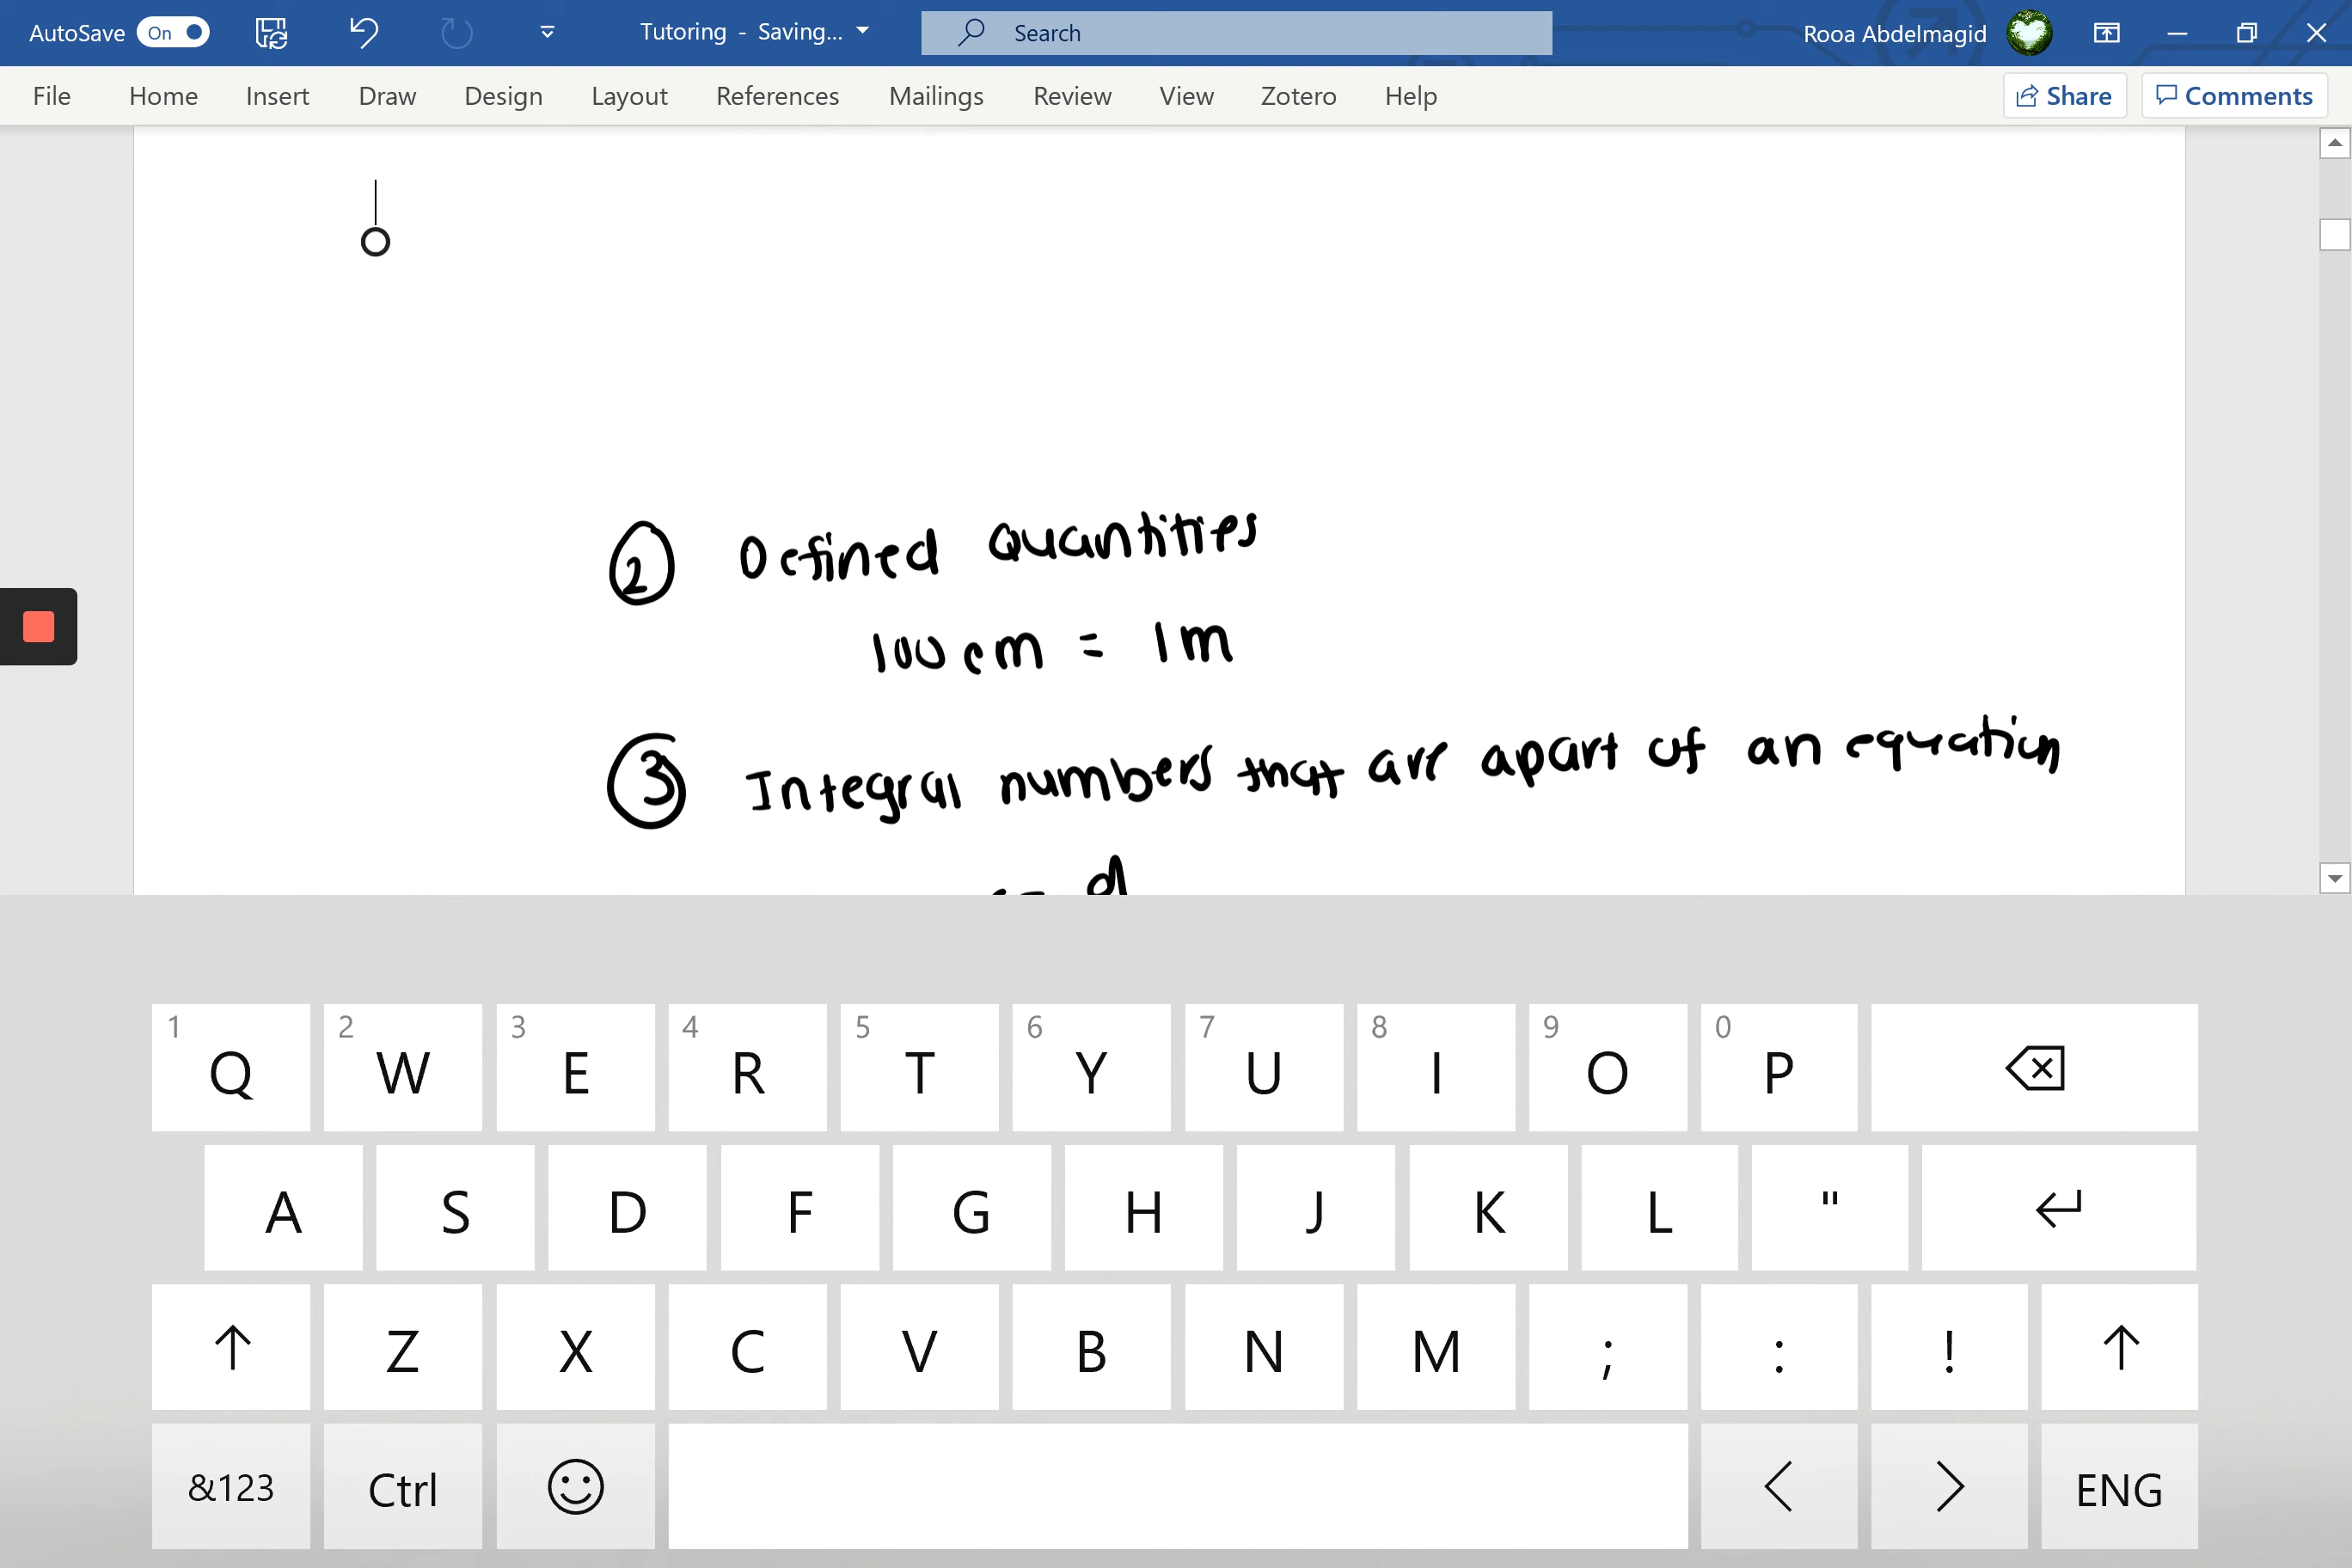 AutoSave On Tutoring - Saving... Search Rooa Abdelmagid
File Home Insert Draw Design Layout References Mailings Review View Zotero Help Share Comments
2 Defined Quantities
100 cm = 1 m
3 Integral numbers that are apart of an equation
1 Q 2 W 3 E 4 R 5 T 6 Y 7 U 8 I 9 O 0 P
A S D F G H J K L "
Z X C V B N M ; : !
&123 Ctrl < > ENG